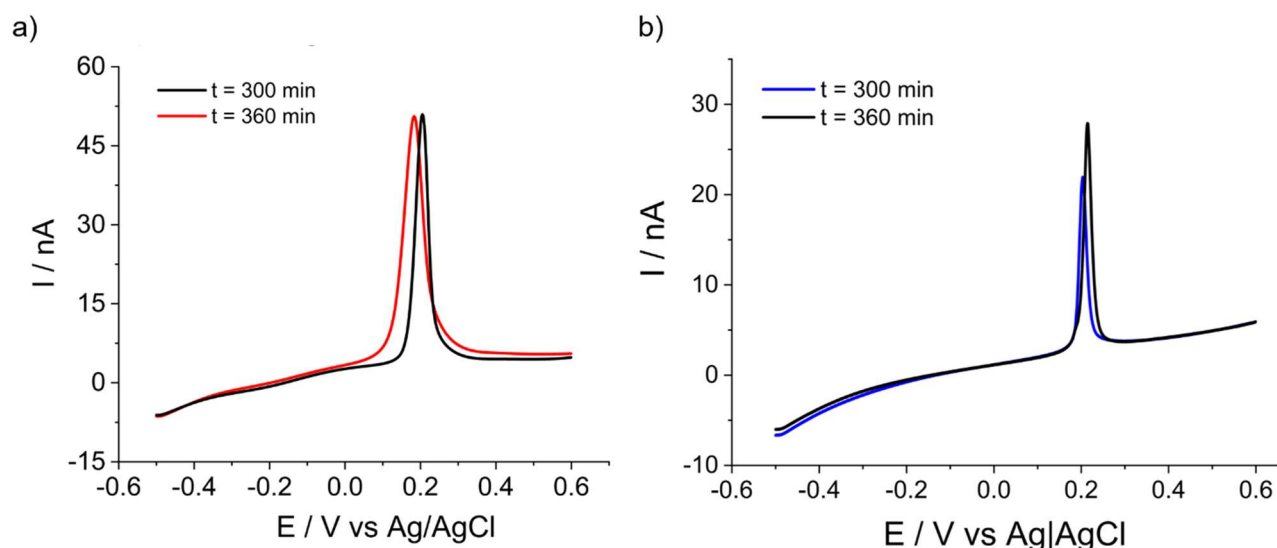 a)
60
45
30
15
0
-15
I / nA
t = 300 min
t = 360 min
-0.6 -0.4 -0.2 0.0 0.2 0.4 0.6
E / V vs Ag/AgCl
b)
30
20
10
0
-10
I / nA
t = 300 min
t = 360 min
-0.6 -0.4 -0.2 0.0 0.2 0.4 0.6
E / V vs Ag|AgCl